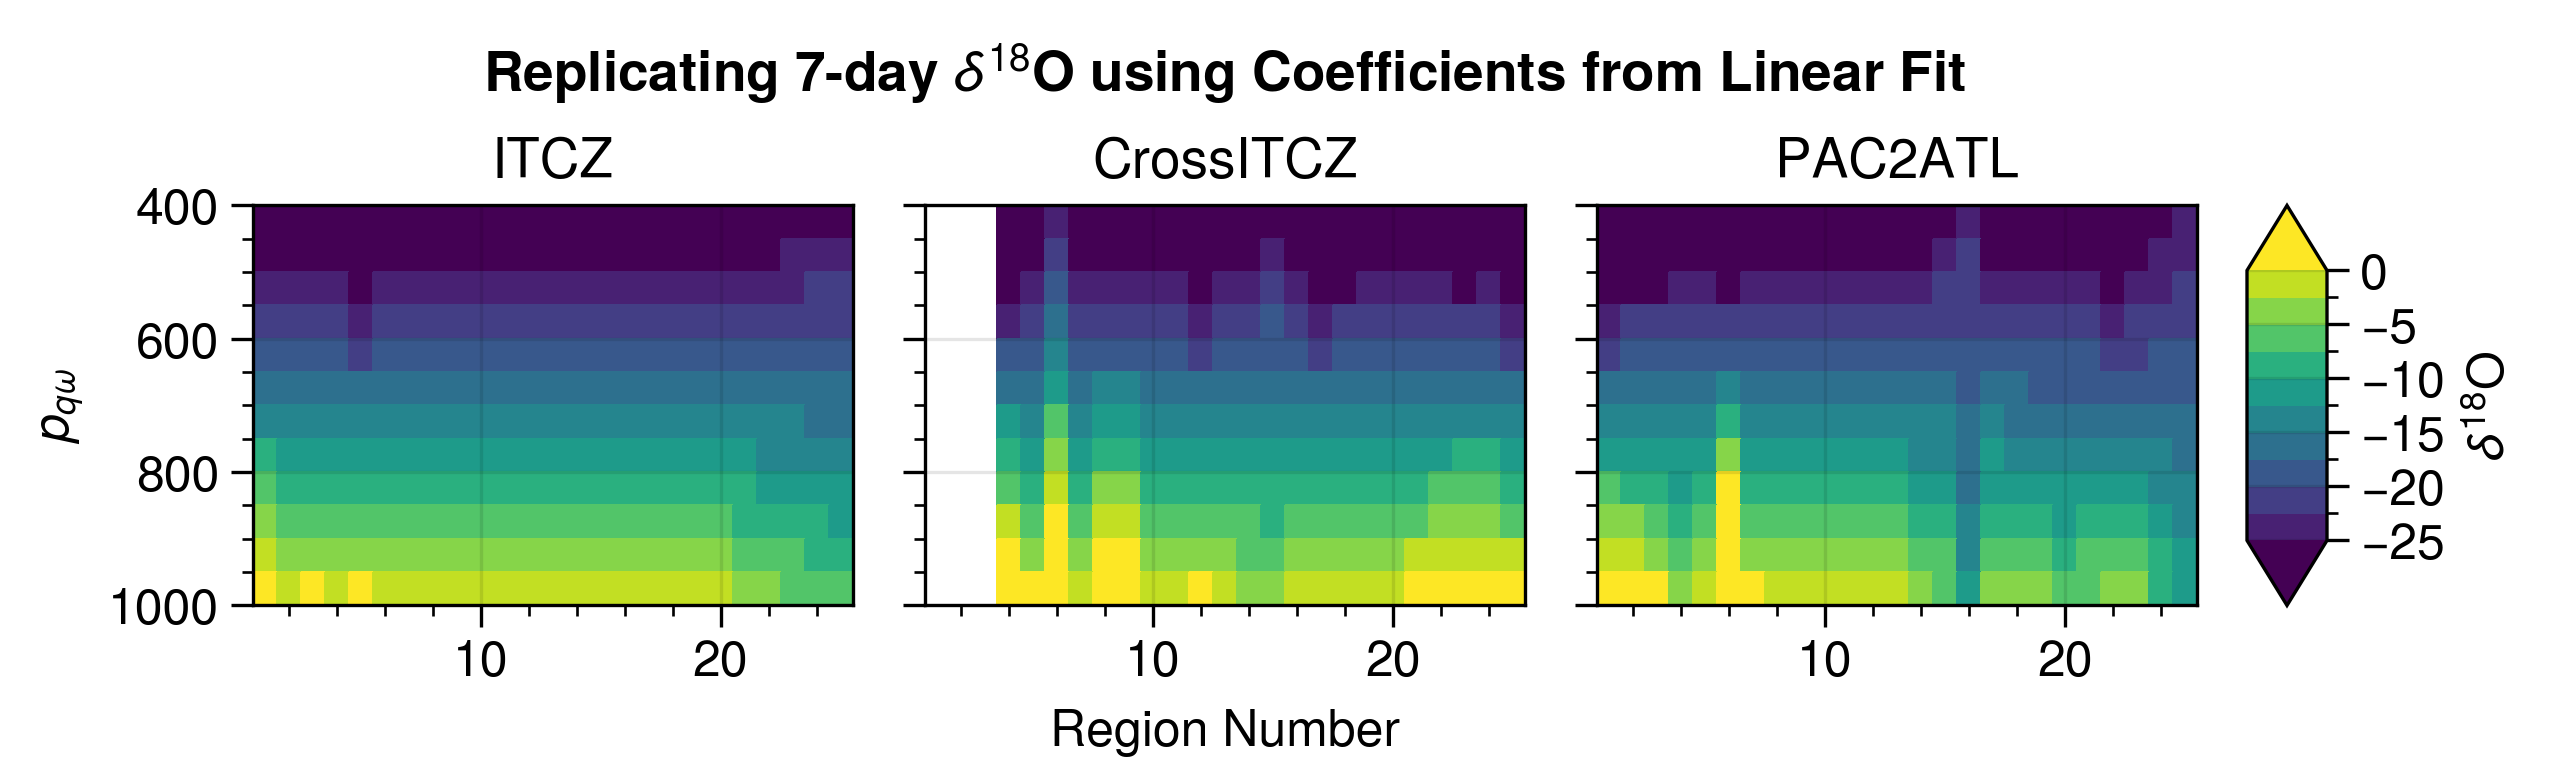 Replicating 7-day δ¹⁸O using Coefficients from Linear Fit
ITCZ CrossITCZ PAC2ATL
400
600
800
1000
p_qω
10 20
10 20
10 20
Region Number
0
−5
−10
−15
−20
−25
δ¹⁸O